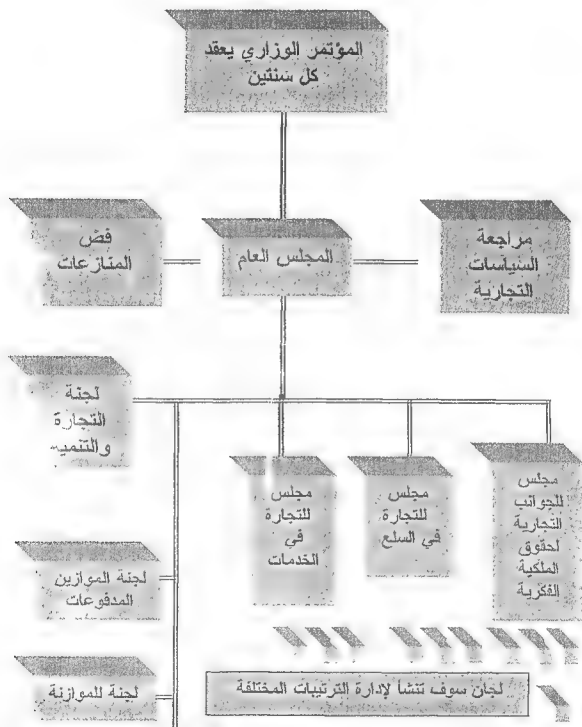 المؤتمر الوزاري يعقد
كل سنتين
مراجعة
السياسات
التجارية
المجلس العام
فض
المنازعات
لجنة
التجارة
والتنميه
مجلس
للجوانب
التجارية
لحقوق
الملكية
الفكرية
مجلس
للتجارة
في السلع
مجلس
للتجارة
في
الخدمات
لجنة الموازين
المدفوعات
لجنة للموازنة
لجان سوف تنشأ لإدارة الترتيبات المختلفة